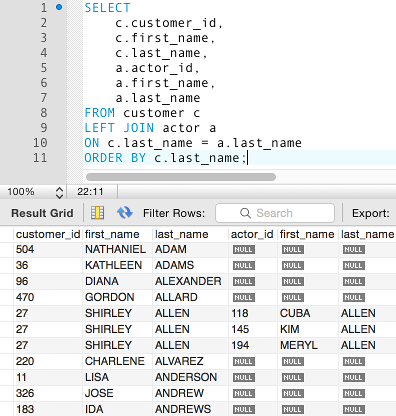 1 SELECT
2 c.customer_id,
3 c.first_name,
4 c.last_name,
5 a.actor_id,
6 a.first_name,
7 a.last_name
8 FROM customer c
9 LEFT JOIN actor a
10 ON c.last_name = a.last_name
11 ORDER BY c.last_name;
100% 22:11
Result Grid Filter Rows: Search Export:
customer_id first_name last_name actor_id first_name last_name
504 NATHANIEL ADAM NULL NULL NULL
36 KATHLEEN ADAMS NULL NULL NULL
96 DIANA ALEXANDER NULL NULL NULL
470 GORDON ALLARD NULL NULL NULL
27 SHIRLEY ALLEN 118 CUBA ALLEN
27 SHIRLEY ALLEN 145 KIM ALLEN
27 SHIRLEY ALLEN 194 MERYL ALLEN
220 CHARLENE ALVAREZ NULL NULL NULL
11 LISA ANDERSON NULL NULL NULL
326 JOSE ANDREW NULL NULL NULL
183 IDA ANDREWS NULL NULL NULL